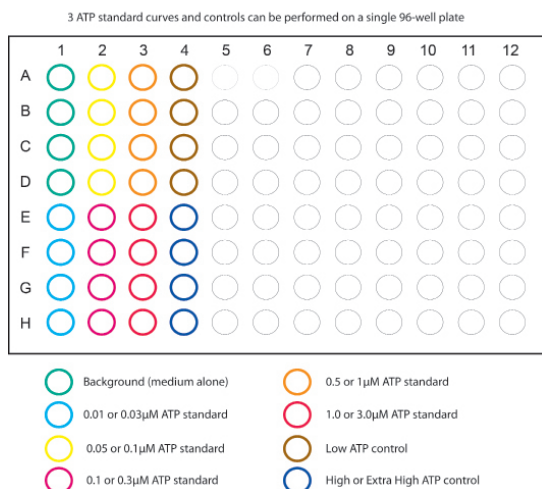 3 ATP standard curves and controls can be performed on a single 96-well plate
1 2 3 4 5 6 7 8 9 10 11 12
A
B
C
D
E
F
G
H
Background (medium alone)
0.5 or 1µM ATP standard
0.01 or 0.03µM ATP standard
1.0 or 3.0µM ATP standard
0.05 or 0.1µM ATP standard
Low ATP control
0.1 or 0.3µM ATP standard
High or Extra High ATP control